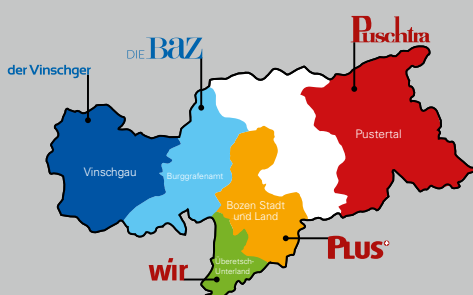 Puschtra
DIE BAZ
der Vinschger
Pustertal
Vinschgau
Burggrafenamt
Bozen Stadt
und Land
PLUS+
Überetsch-
Unterland
wir